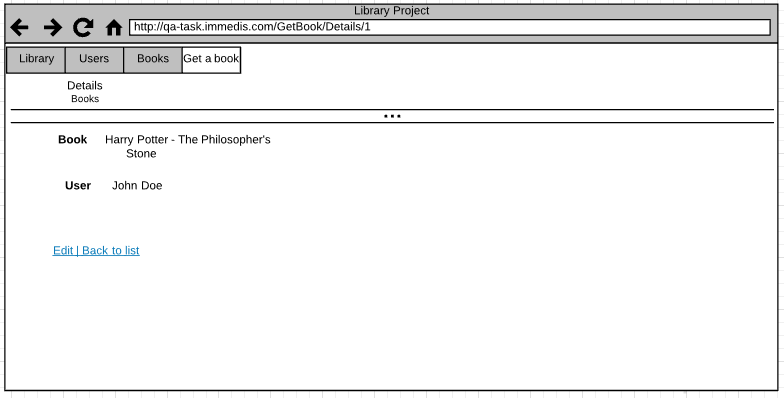 Library Project
http://qa-task.immedis.com/GetBook/Details/1
Library Users Books Get a book
Details
Books
...
Book Harry Potter - The Philosopher's
Stone
User John Doe
Edit | Back to list